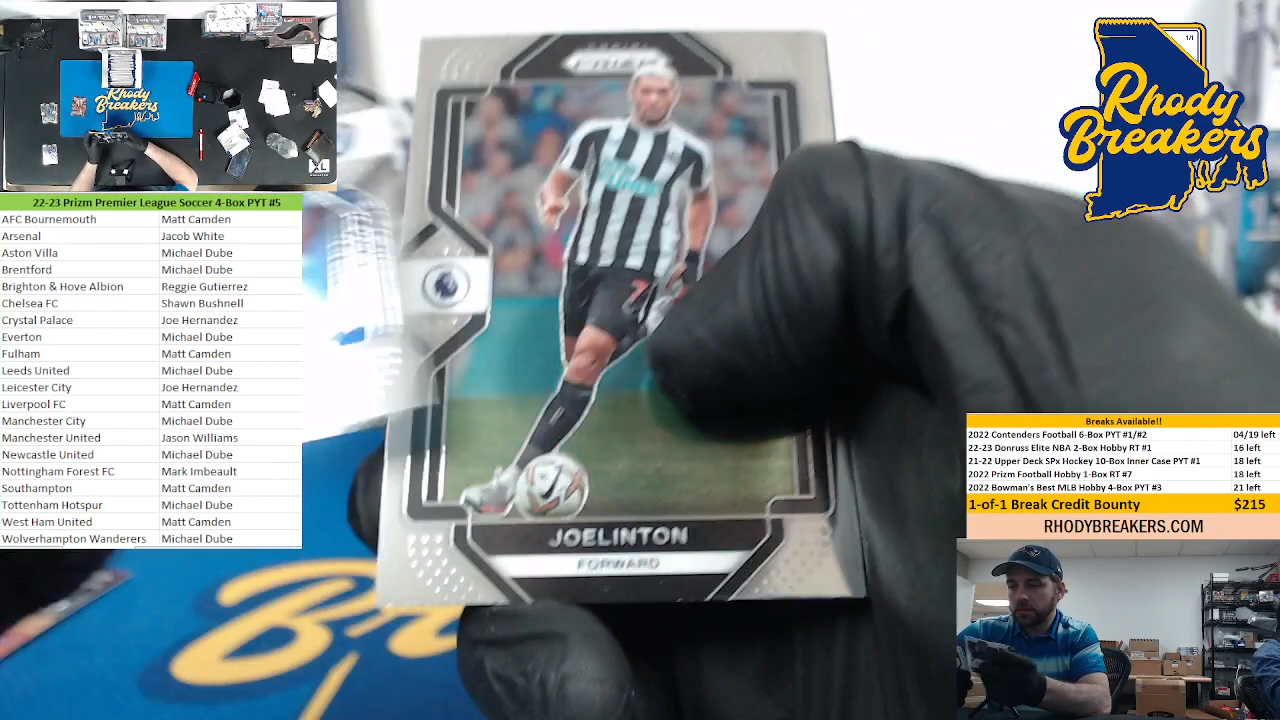 Rhody
Breakers
XL
22-23 Prizm Premier League Soccer 4-Box PYT #5
AFC Bournemouth Matt Camden
Arsenal Jacob White
Aston Villa Michael Dube
Brentford Michael Dube
Brighton & Hove Albion Reggie Gutierrez
Chelsea FC Shawn Bushnell
Crystal Palace Joe Hernandez
Everton Michael Dube
Fulham Matt Camden
Leeds United Michael Dube
Leicester City Joe Hernandez
Liverpool FC Matt Camden
Manchester City Michael Dube
Manchester United Jason Williams
Newcastle United Michael Dube
Nottingham Forest FC Mark Imbeault
Southampton Matt Camden
Tottenham Hotspur Michael Dube
West Ham United Matt Camden
Wolverhampton Wanderers Michael Dube
PRIZM
7
JOELINTON
FORWARD
1/1
Rhody
Breakers
Breaks Available!!
2022 Contenders Football 6-Box PYT #1/#2 04/19 left
22-23 Donruss Elite NBA 2-Box Hobby RT #1 16 left
21-22 Upper Deck SPx Hockey 10-Box Inner Case PYT #1 18 left
2022 Prizm Football Hobby 1-Box RT #7 18 left
2022 Bowman's Best MLB Hobby 4-Box PYT #3 21 left
1-of-1 Break Credit Bounty $215
RHODYBREAKERS.COM